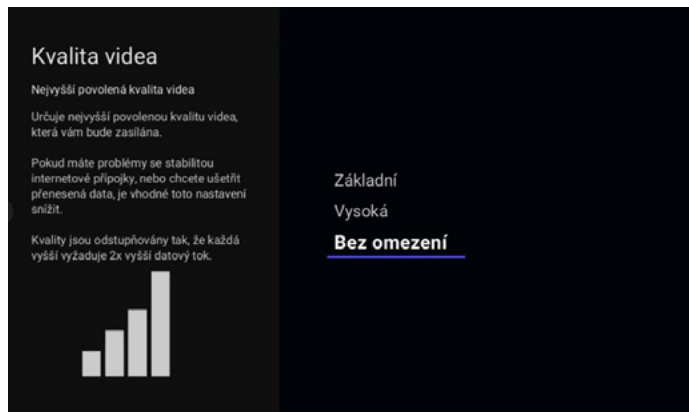 Kvalita videa
Nejvyšší povolená kvalita videa
Určuje nejvyšší povolenou kvalitu videa,
která vám bude zasílána.
Pokud máte problémy se stabilitou
internetové přípojky, nebo chcete ušetřit
přenesená data, je vhodné toto nastavení
snížit.
Kvality jsou odstupňovány tak, že každá
vyšší vyžaduje 2x vyšší datový tok.
Základní
Vysoká
Bez omezení